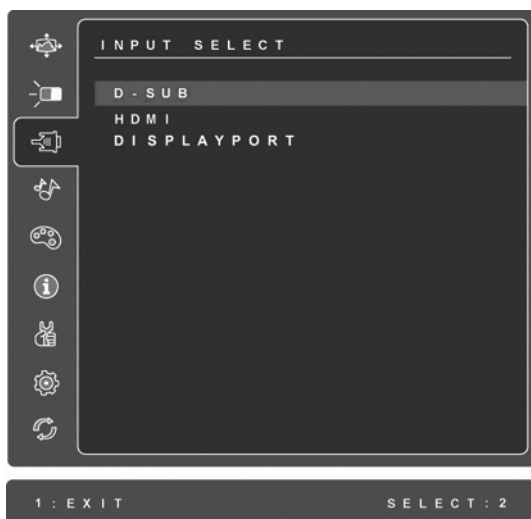 INPUT SELECT
D-SUB
HDMI
DISPLAYPORT
1:EXIT SELECT:2